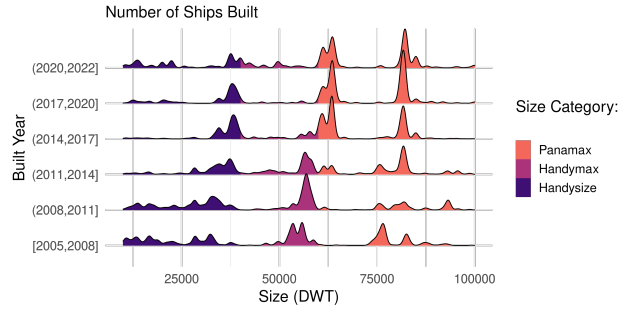 Number of Ships Built
Built Year
(2020,2022]
(2017,2020]
(2014,2017]
(2011,2014]
(2008,2011]
[2005,2008]
25000 50000 75000 100000
Size (DWT)
Size Category:
Panamax
Handymax
Handysize